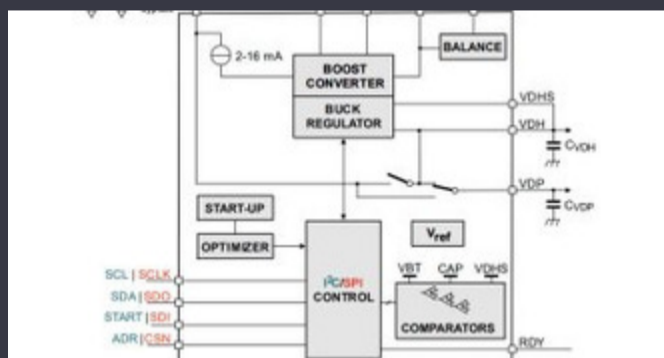 2-16 mA
BALANCE
BOOST
CONVERTER
BUCK
REGULATOR
VDHS
VDH
CVDH
VDP
CVDP
START-UP
OPTIMIZER
Vref
I²C/SPI
CONTROL
VBT CAP VDHS
COMPARATORS
SCL | SCLK
SDA | SDO
START | SDI
ADR | CSN
RDY